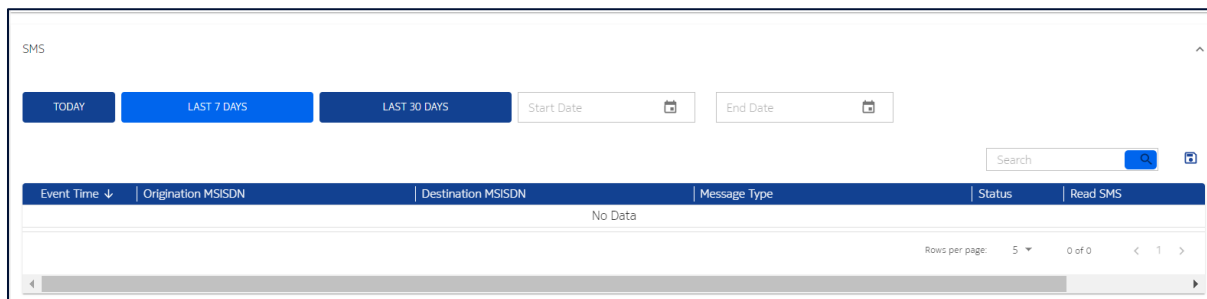 SMS
TODAY LAST 7 DAYS LAST 30 DAYS Start Date End Date
Search
Event Time Origination MSISDN Destination MSISDN Message Type Status Read SMS
No Data
Rows per page: 5 0 of 0 1